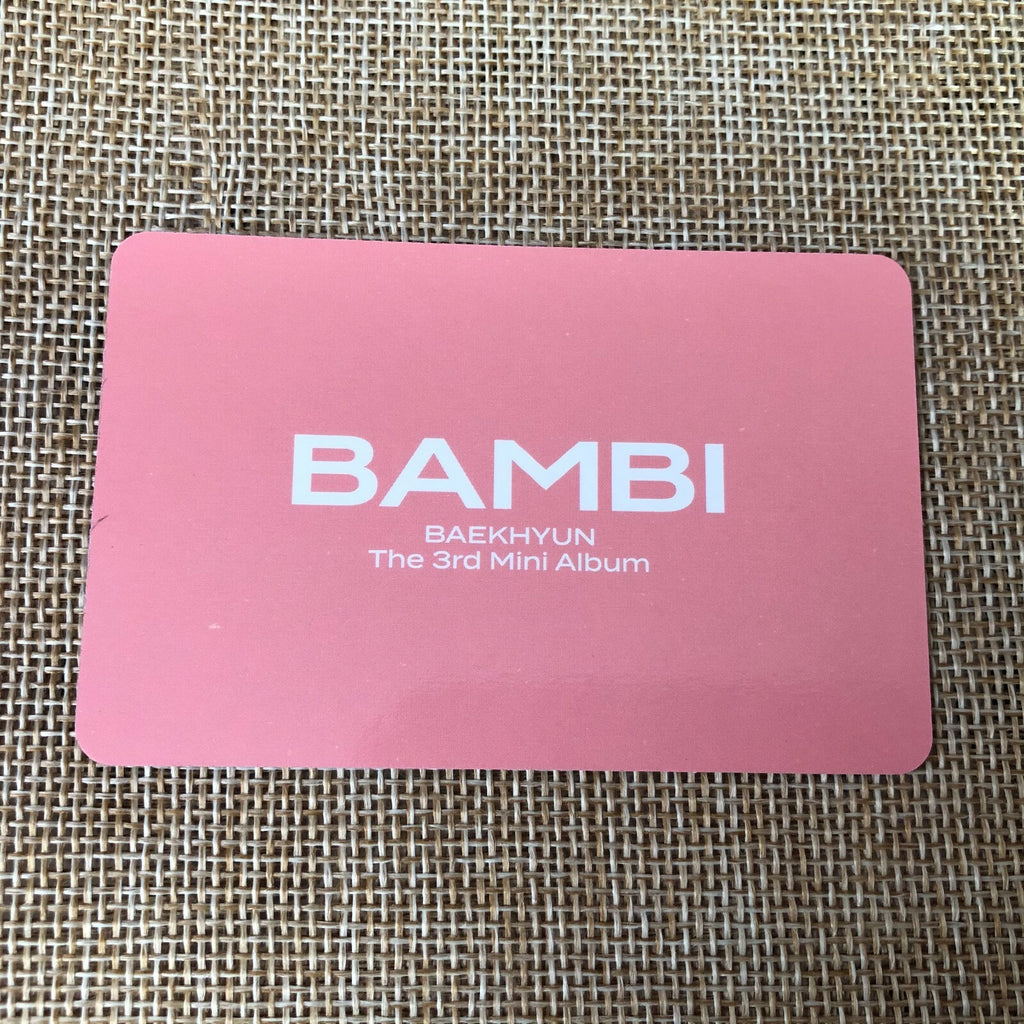 BAMBI
BAEKHYUN
The 3rd Mini Album